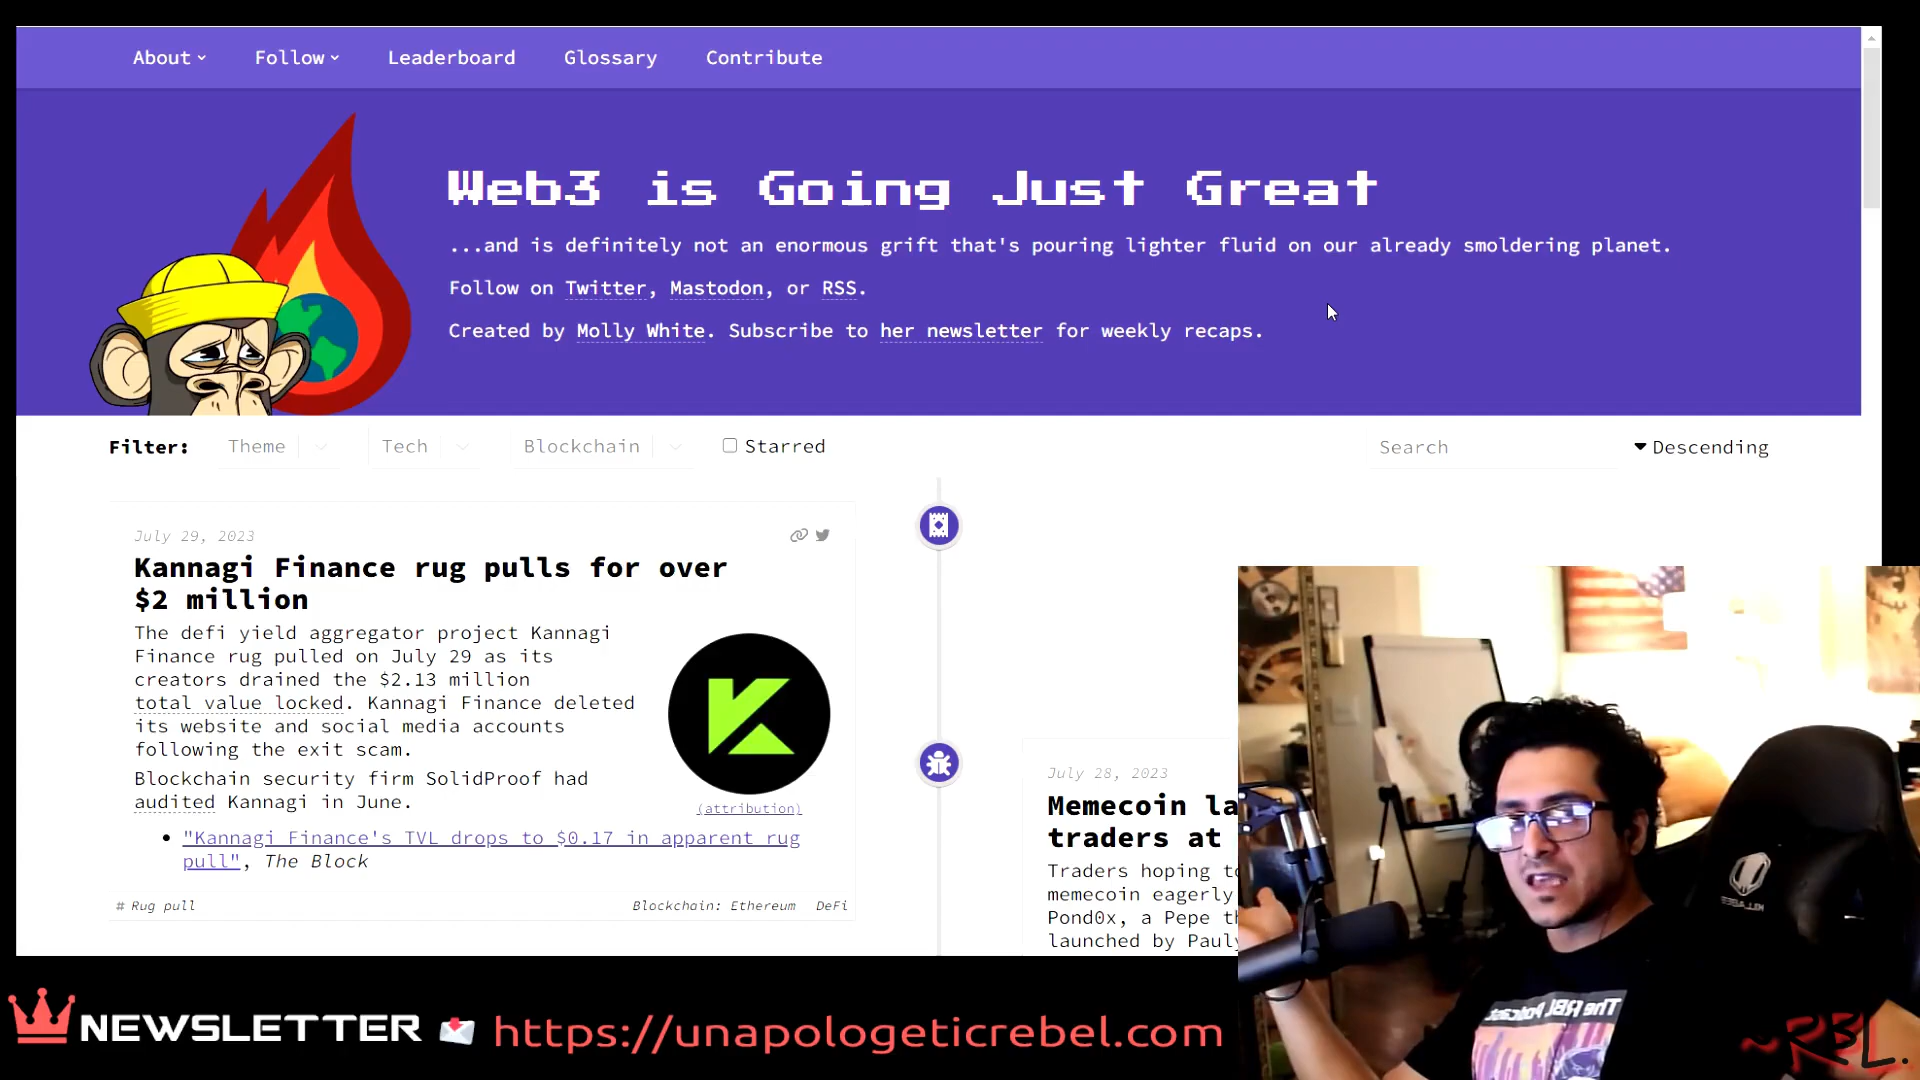 About Follow Leaderboard Glossary Contribute
Web3 is Going Just Great
...and is definitely not an enormous grift that's pouring lighter fluid on our already smoldering planet.
Follow on Twitter, Mastodon, or RSS.
Created by Molly White. Subscribe to her newsletter for weekly recaps.
Filter: Theme Tech Blockchain Starred Search Descending
July 29, 2023
Kannagi Finance rug pulls for over
$2 million
The defi yield aggregator project Kannagi
Finance rug pulled on July 29 as its
creators drained the $2.13 million
total value locked. Kannagi Finance deleted
its website and social media accounts
following the exit scam.
Blockchain security firm SolidProof had
audited Kannagi in June.
(attribution)
• "Kannagi Finance's TVL drops to $0.17 in apparent rug
pull", The Block
# Rug pull Blockchain: Ethereum DeFi
July 28, 2023
Memecoin la
traders at
Traders hoping to
memecoin eagerly
Pond0x, a Pepe th
launched by Pauly
The RBL Podcast
NEWSLETTER https://unapologeticrebel.com
~RBL.